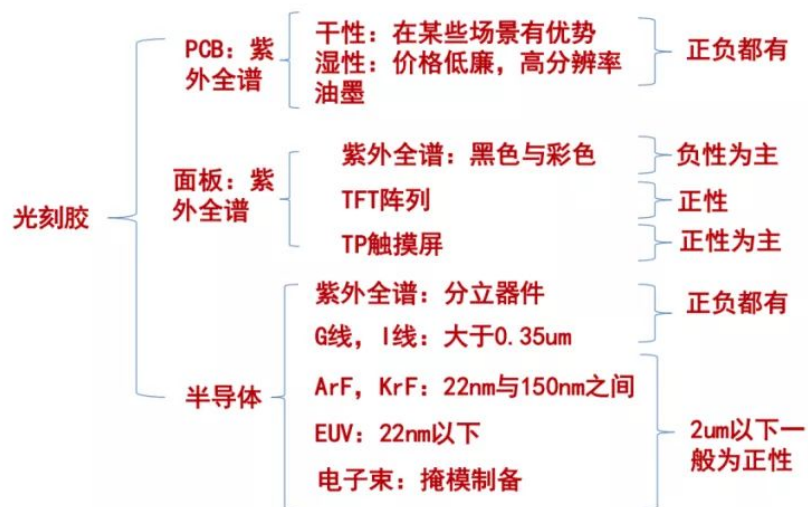 光刻胶
PCB：紫
外全谱
干性：在某些场景有优势
湿性：价格低廉，高分辨率
油墨
正负都有
面板：紫
外全谱
紫外全谱：黑色与彩色
负性为主
TFT阵列
正性
TP触摸屏
正性为主
半导体
紫外全谱：分立器件
G线，I线：大于0.35um
正负都有
ArF，KrF：22nm与150nm之间
EUV：22nm以下
电子束：掩模制备
2um以下一
般为正性